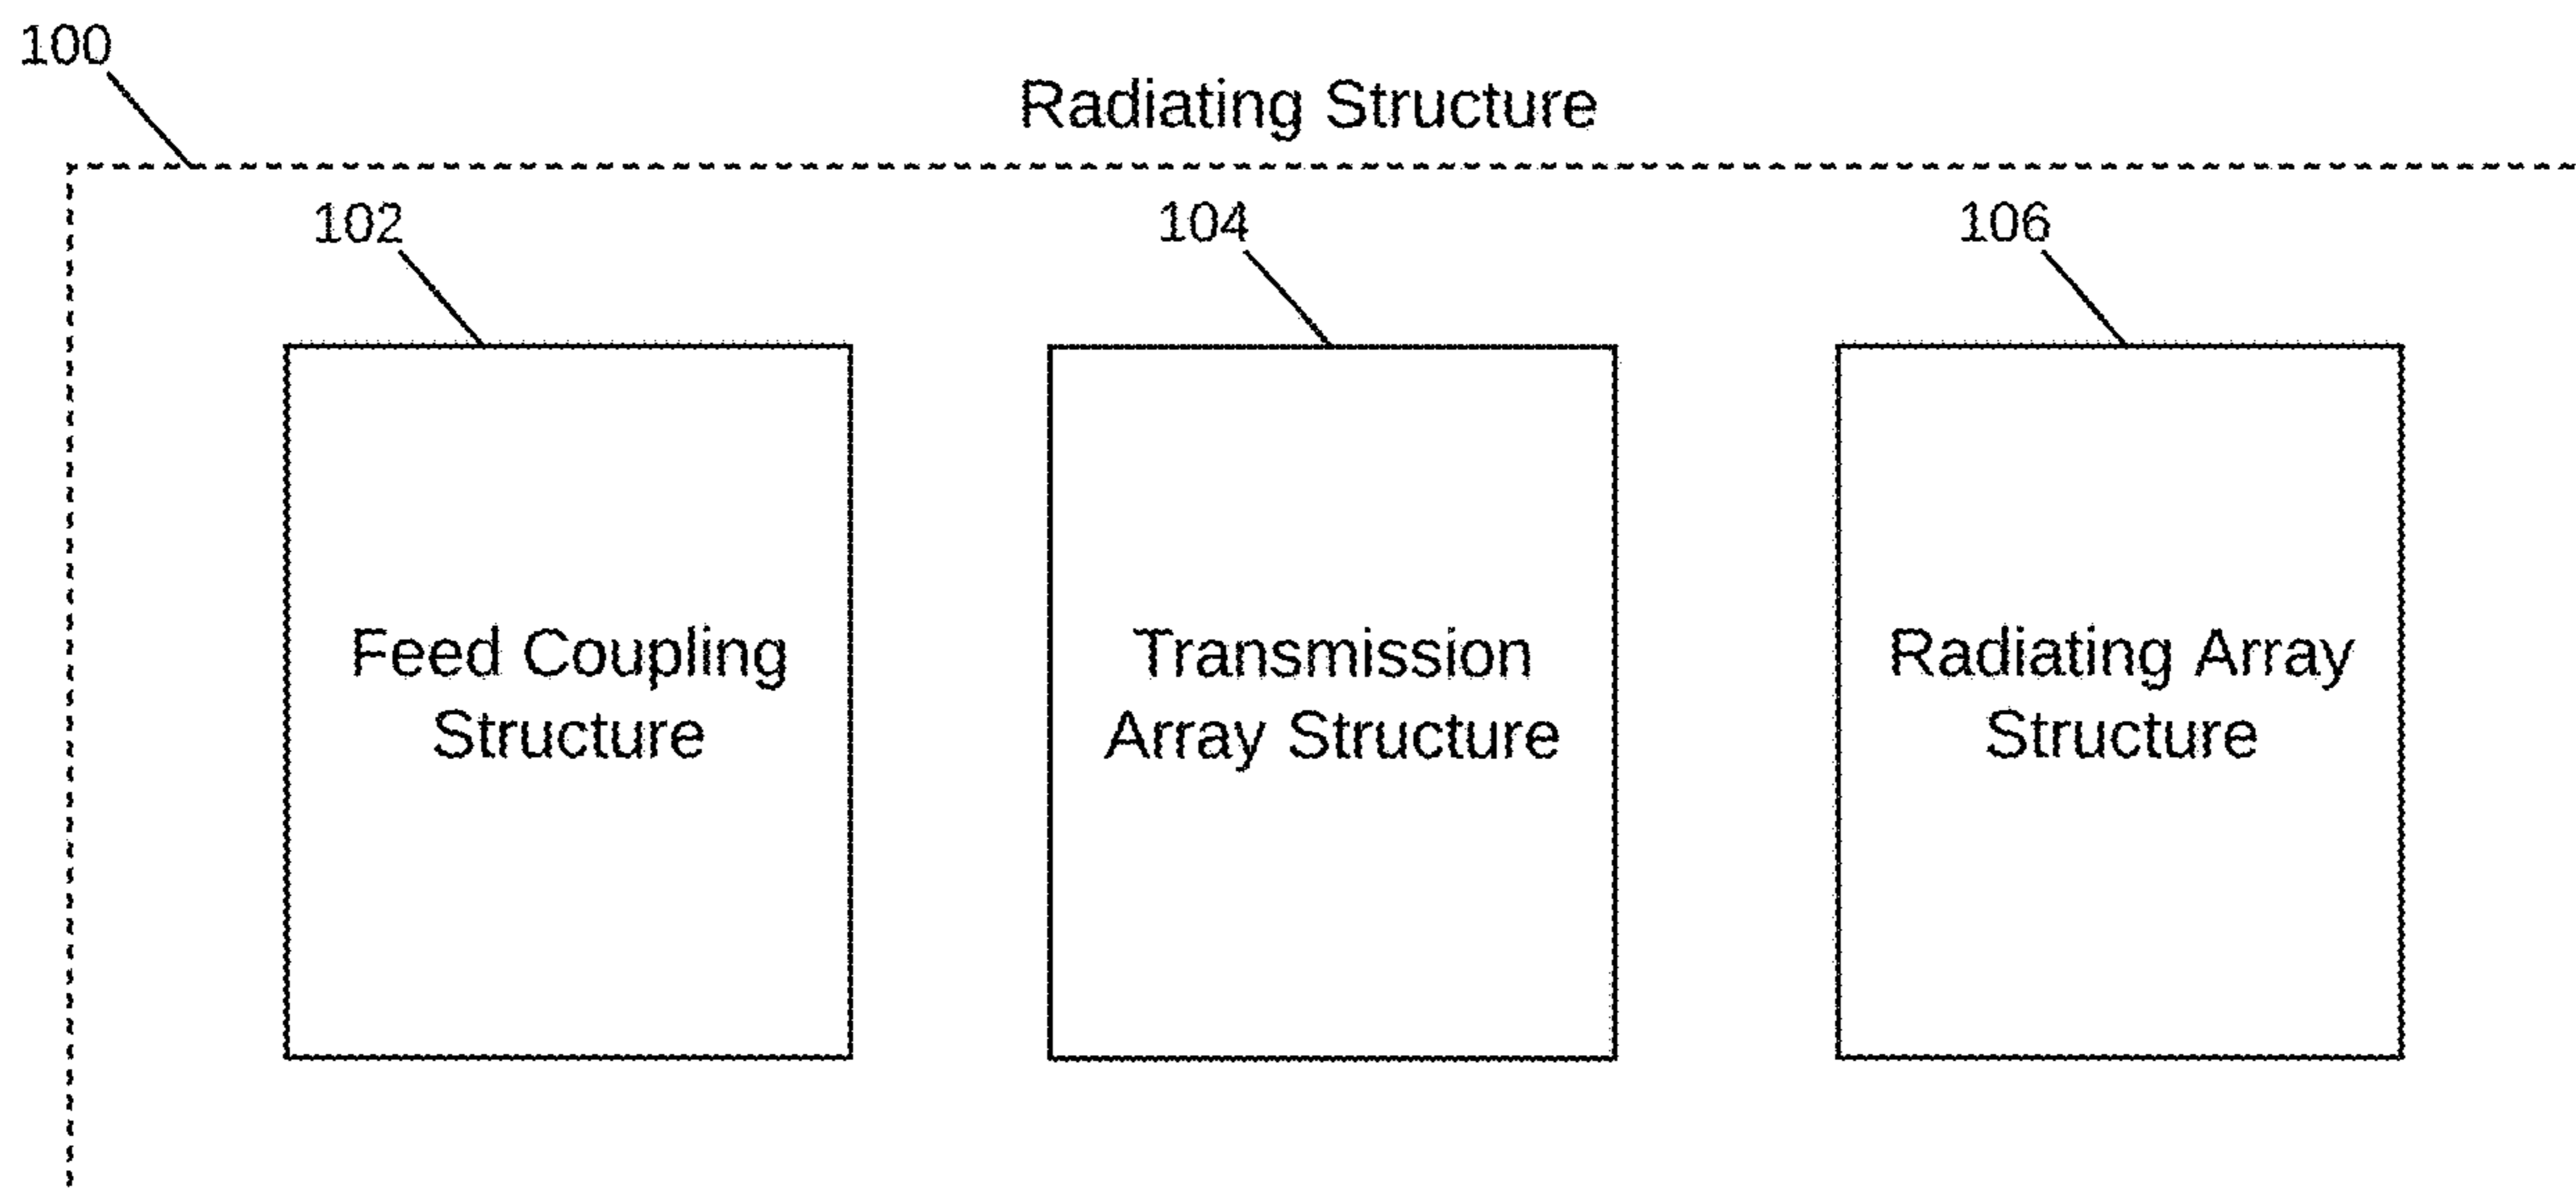 100
Radiating Structure
102
104
106
Feed Coupling
Structure
Transmission
Array Structure
Radiating Array
Structure